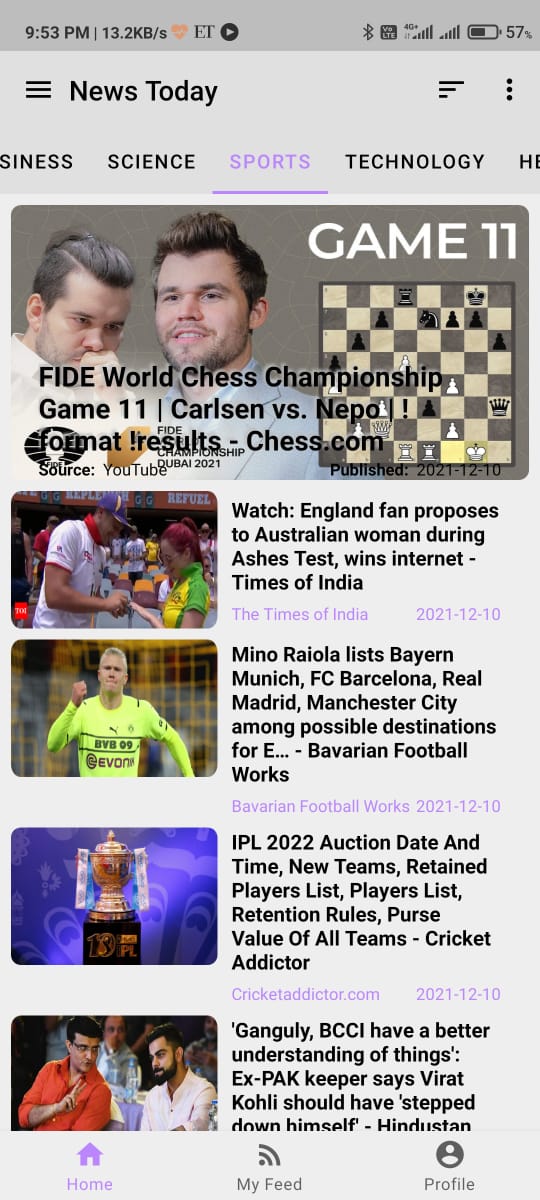 9:53 PM | 13.2KB/s ET Vo LTE 4G+ 57%
News Today
SINESS SCIENCE SPORTS TECHNOLOGY HE
GAME 11
FIDE World Chess Championship
Game 11 | Carlsen vs. Nepo | !
format !results - Chess.com
FIDE
CHAMPIONSHIP
DUBAI 2021
FIDE
Source: YouTube Published: 2021-12-10
REFUEL
Watch: England fan proposes
to Australian woman during
Ashes Test, wins internet -
Times of India
TOI
The Times of India 2021-12-10
Mino Raiola lists Bayern
Munich, FC Barcelona, Real
Madrid, Manchester City
among possible destinations
for E... - Bavarian Football
Works
BVB 09
EVONIK
Bavarian Football Works 2021-12-10
IPL 2022 Auction Date And
Time, New Teams, Retained
Players List, Players List,
Retention Rules, Purse
Value Of All Teams - Cricket
Addictor
IPL
Cricketaddictor.com 2021-12-10
'Ganguly, BCCI have a better
understanding of things':
Ex-PAK keeper says Virat
Kohli should have 'stepped
down himself' - Hindustan
Home My Feed Profile